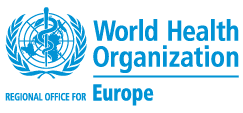 World Health
Organization
REGIONAL OFFICE FOR Europe